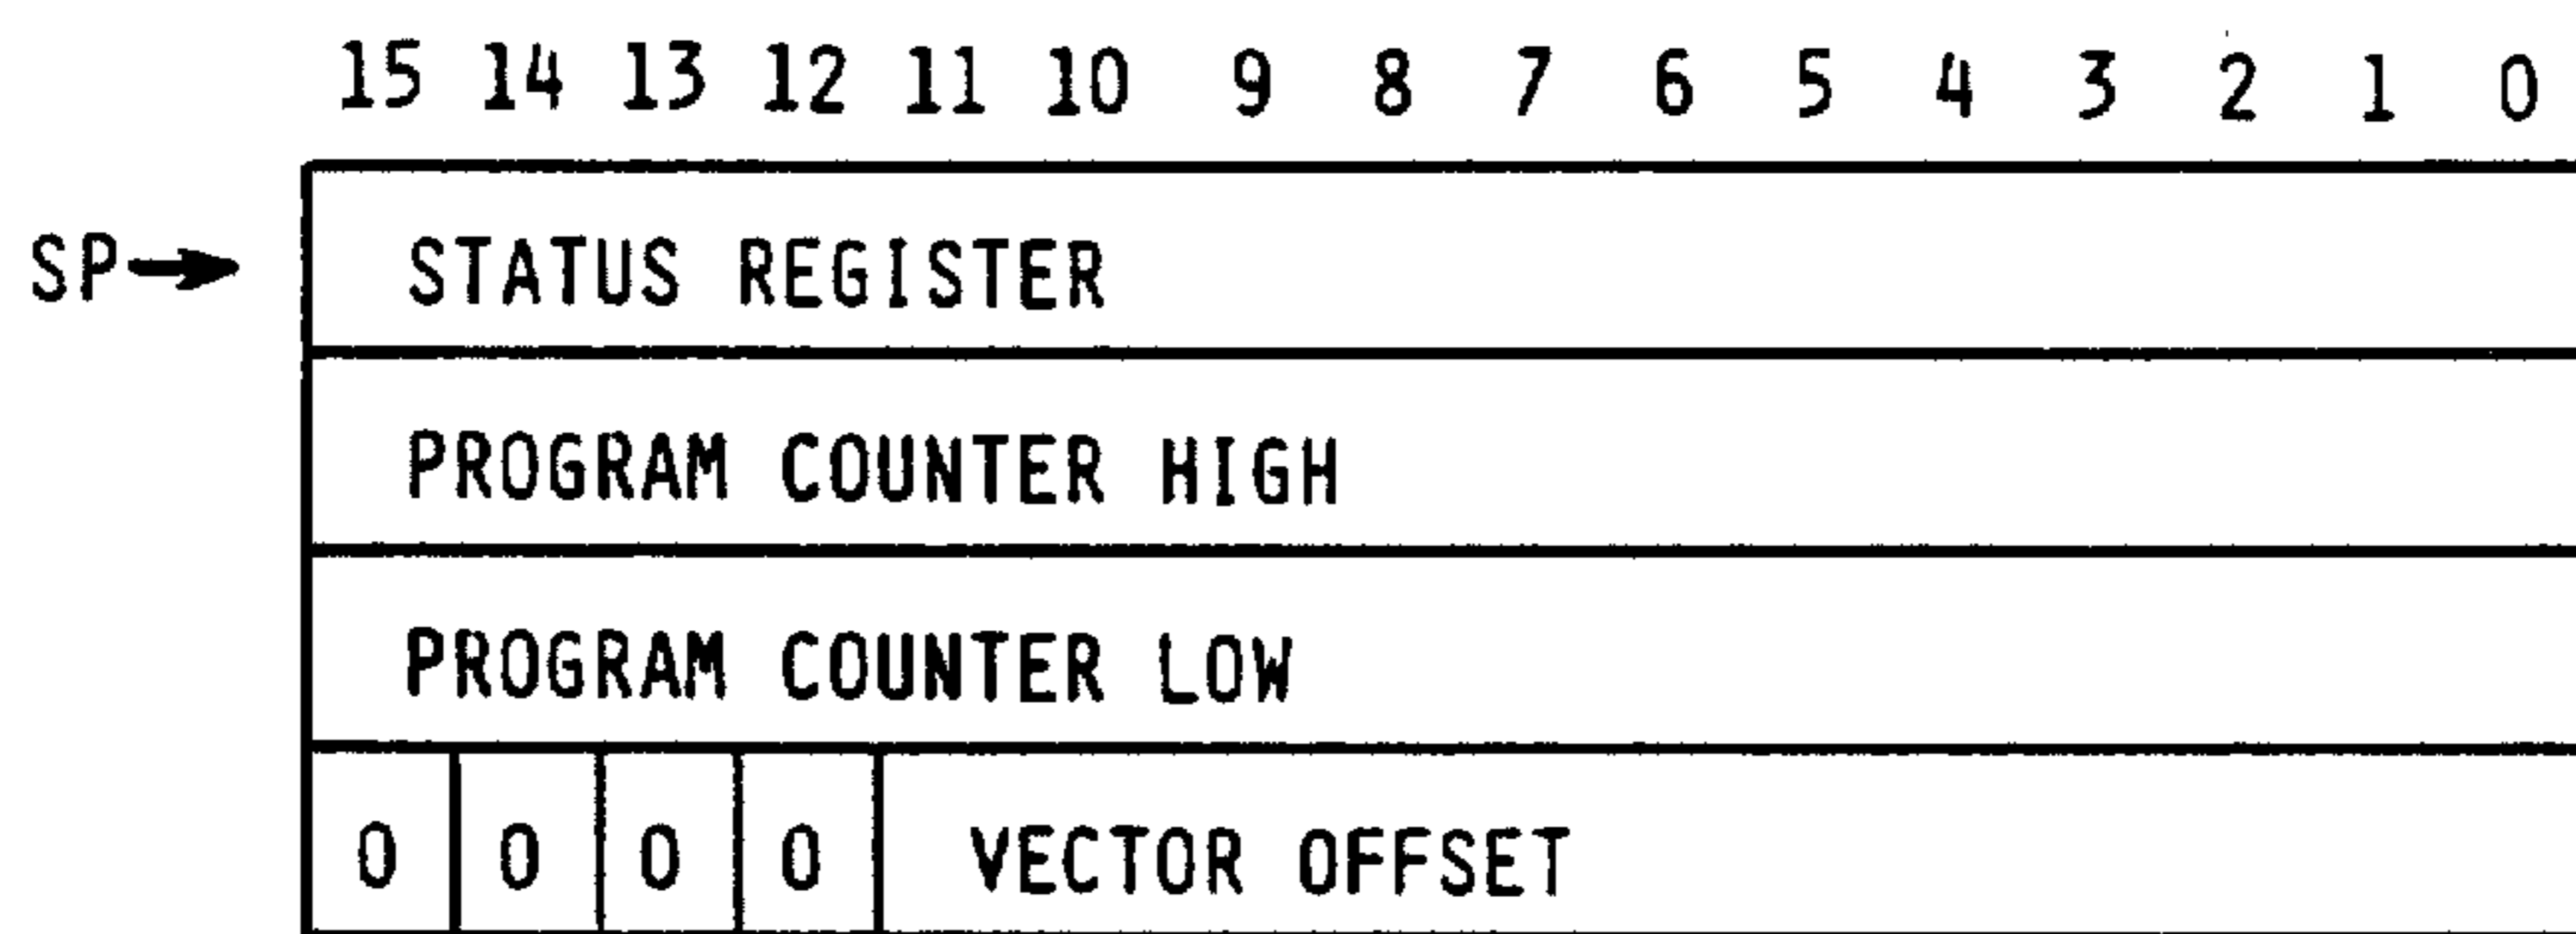 15 14 13 12 11 10 9 8 7 6 5 4 3 2 1 0
SP STATUS REGISTER
PROGRAM COUNTER HIGH
PROGRAM COUNTER LOW
0 0 0 0 VECTOR OFFSET